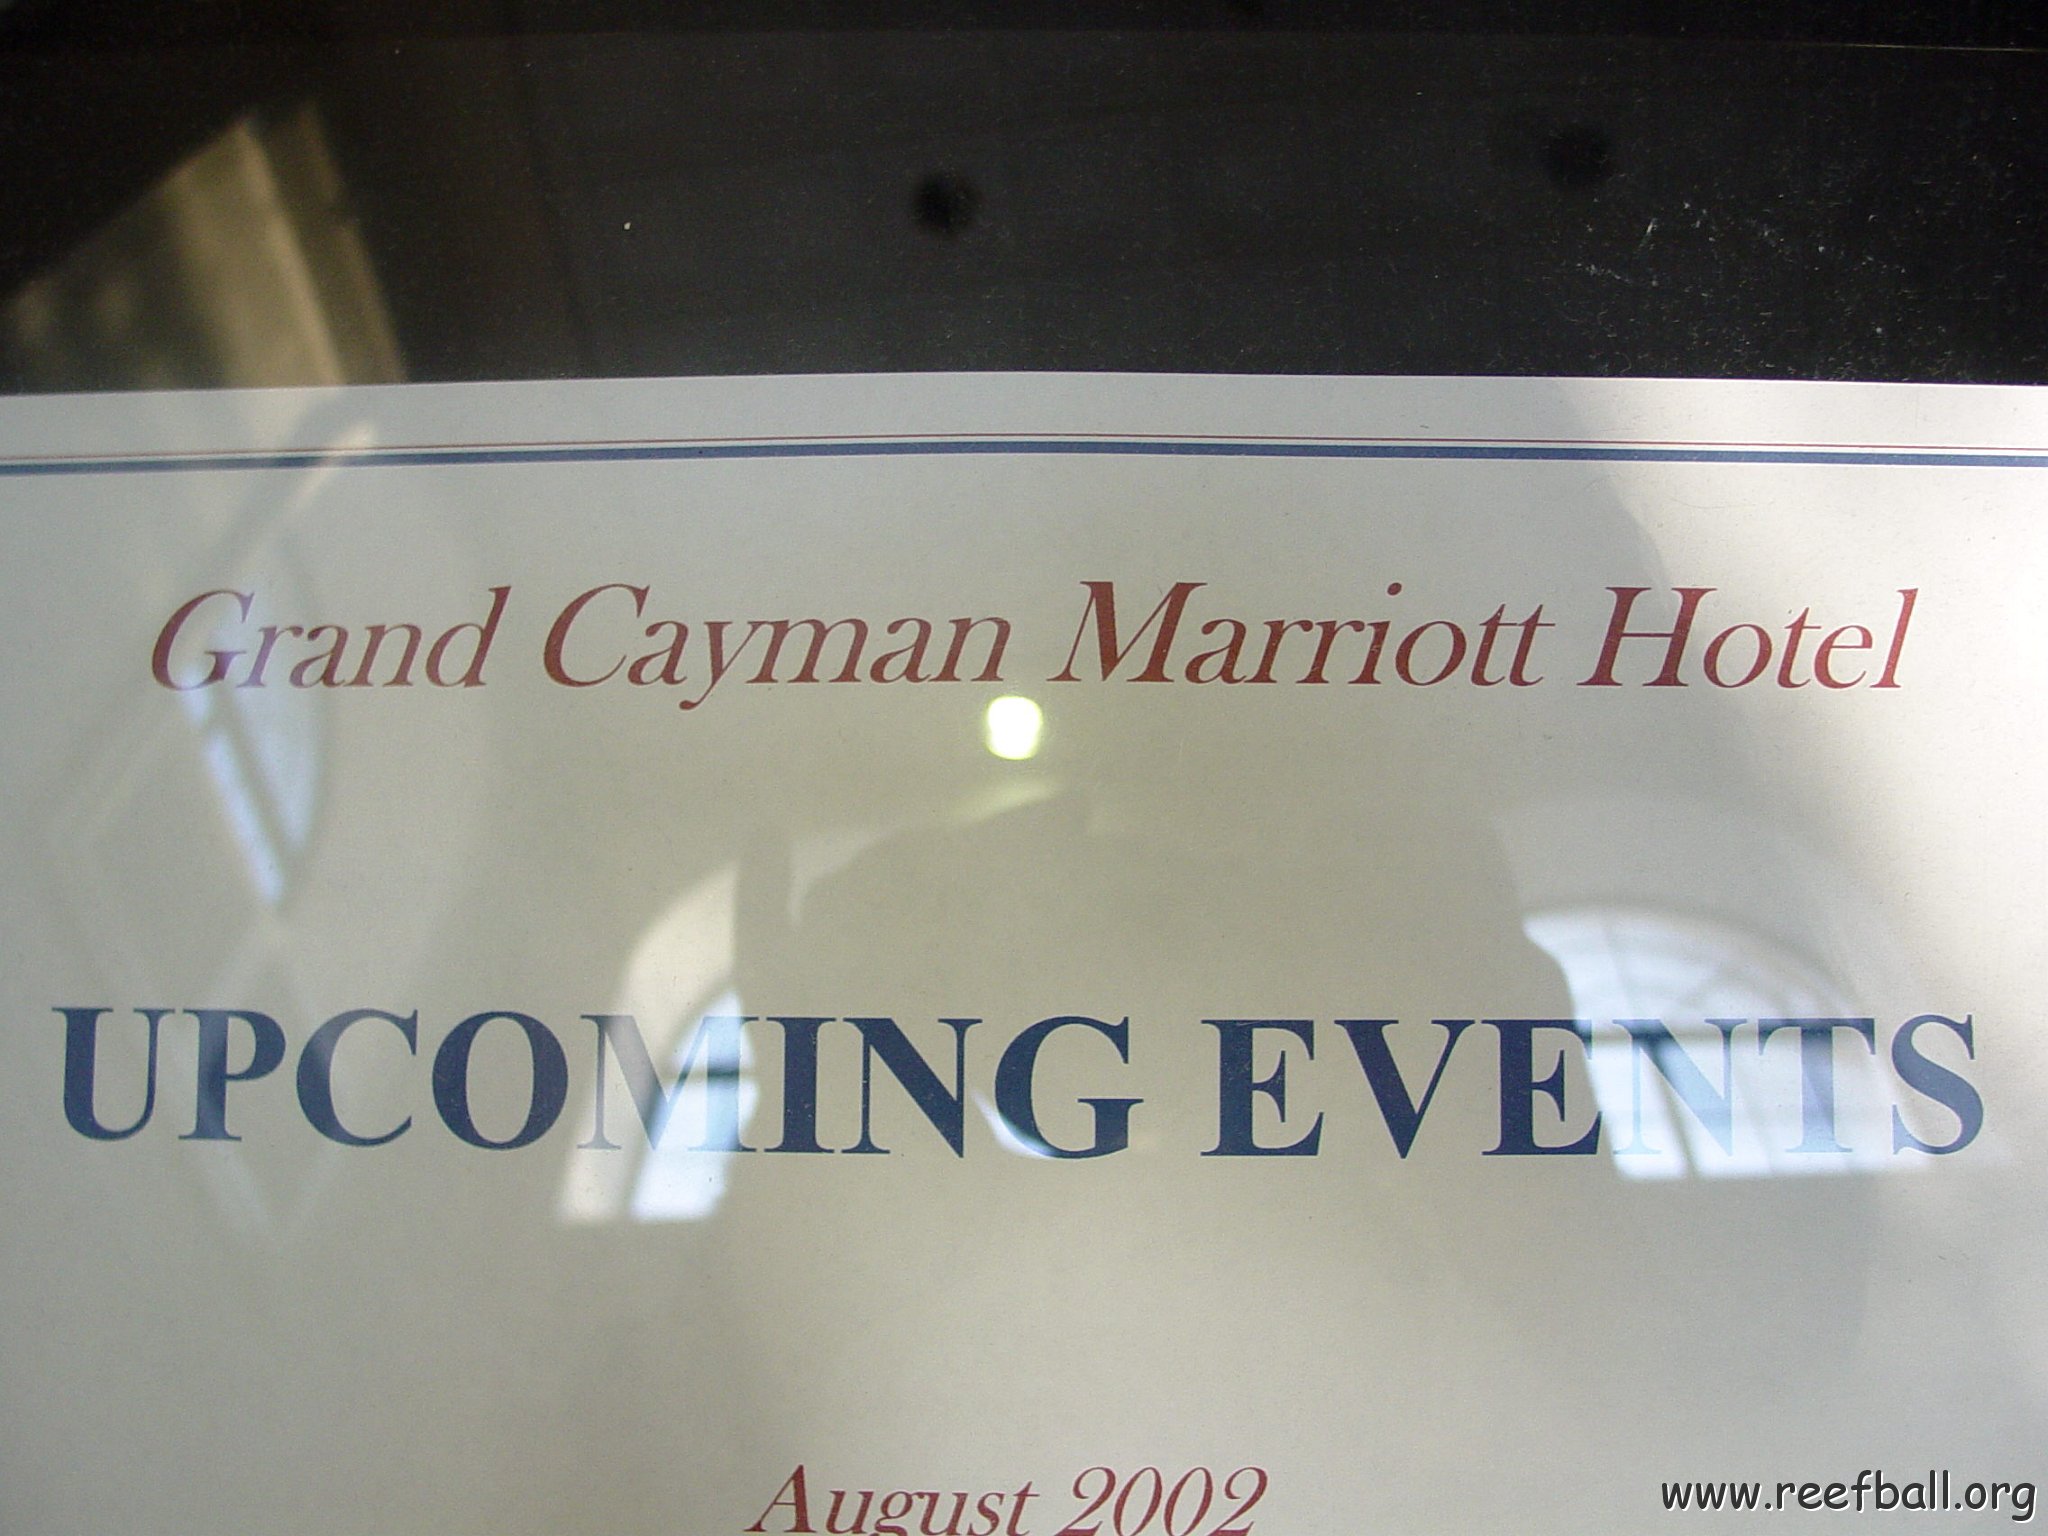 Grand Cayman Marriott Hotel
UPCOMING EVENTS
August 2002
www.reefball.org